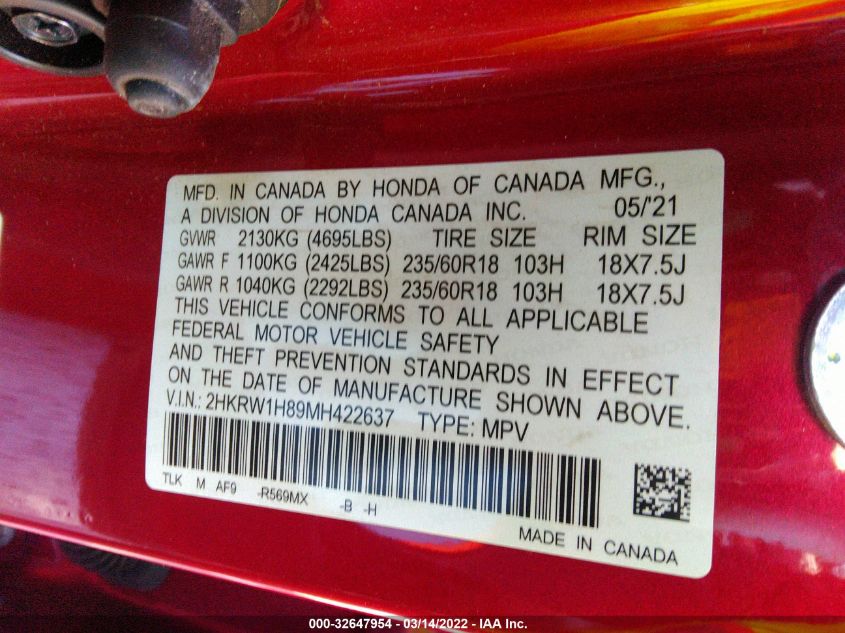 MFD. IN CANADA BY HONDA OF CANADA MFG.,
A DIVISION OF HONDA CANADA INC. 05/'21
GVWR 2130KG (4695LBS) TIRE SIZE RIM SIZE
GAWR F 1100KG (2425LBS) 235/60R18 103H 18X7.5J
GAWR R 1040KG (2292LBS) 235/60R18 103H 18X7.5J
THIS VEHICLE CONFORMS TO ALL APPLICABLE
FEDERAL MOTOR VEHICLE SAFETY
AND THEFT PREVENTION STANDARDS IN EFFECT
ON THE DATE OF MANUFACTURE SHOWN ABOVE.
V.I.N.: 2HKRW1H89MH422637 TYPE: MPV
TLK M AF9 -R569MX -B -H
MADE IN CANADA
000-32647954 - 03/14/2022 - IAA Inc.